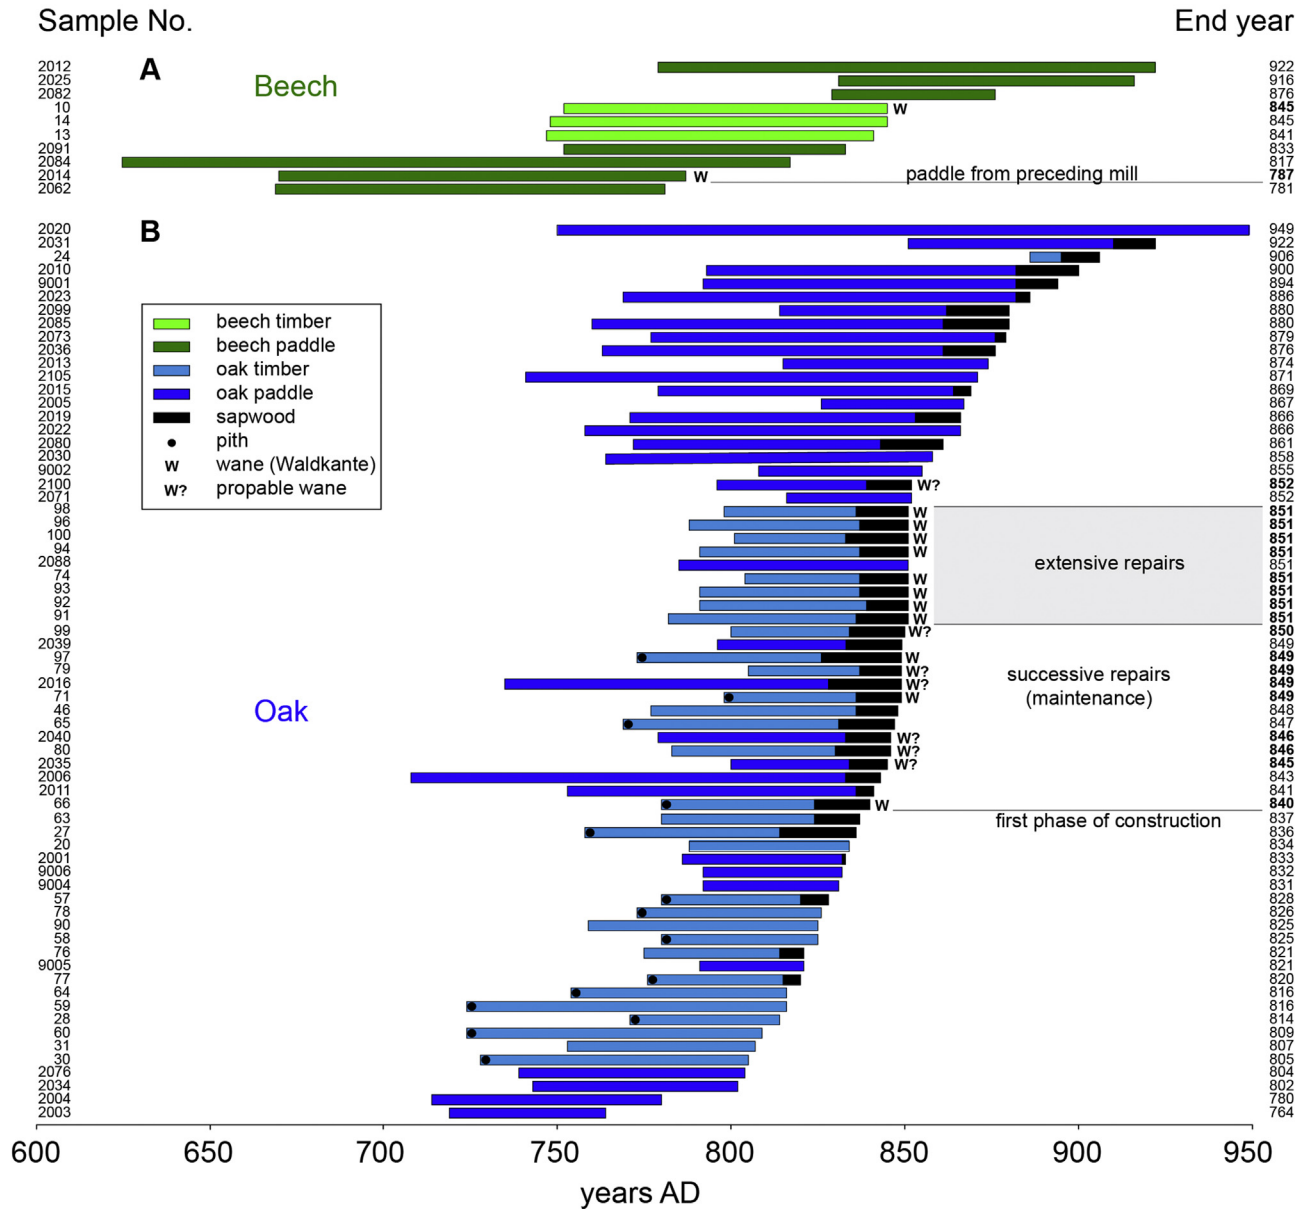 Sample No. End year
A
Beech
2012 922
2025 916
2082 876
10 W 845
14 845
13 841
2091 833
2084 817
2014 W paddle from preceding mill 787
2062 781
B
2020 949
2031 922
24 906
2010 900
9001 894
2023 886
2099 880
2085 880
2073 879
2036 876
2013 874
2105 871
2015 869
2005 867
2019 866
2022 866
2080 861
2030 858
9002 855
2100 W? 852
2071 852
beech timber
beech paddle
oak timber
oak paddle
sapwood
pith
W wane (Waldkante)
W? propable wane
98 W 851
96 W 851
100 W 851
94 W 851
2088 extensive repairs 851
74 W 851
93 W 851
92 W 851
91 W 851
99 W? 850
2039 849
97 W 849
79 W? successive repairs 849
2016 W? (maintenance) 849
71 W 849
46 848
Oak
65 847
2040 W? 846
80 W? 846
2035 W? 845
2006 843
2011 841
66 W 840
63 first phase of construction 837
27 836
20 834
2001 833
9006 832
9004 831
57 828
78 826
90 825
58 825
76 821
9005 821
77 820
64 816
59 816
28 814
60 809
31 807
30 805
2076 804
2034 802
2004 780
2003 764
600 650 700 750 800 850 900 950
years AD